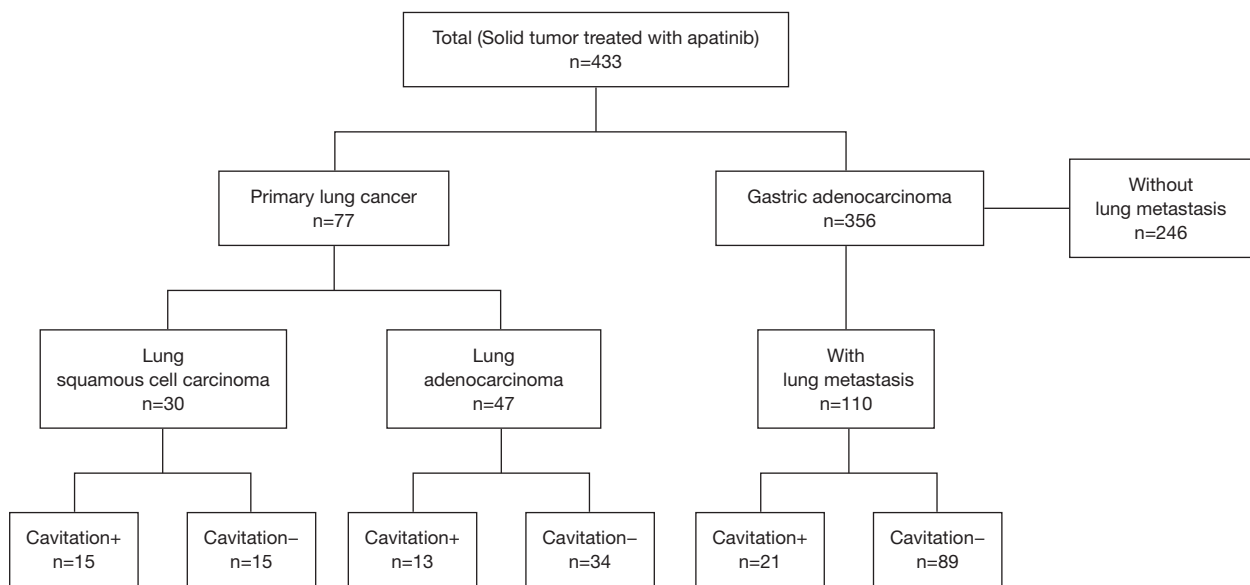 Total (Solid tumor treated with apatinib)
n=433
Primary lung cancer
n=77
Gastric adenocarcinoma
n=356
Without
lung metastasis
n=246
Lung
squamous cell carcinoma
n=30
Lung
adenocarcinoma
n=47
With
lung metastasis
n=110
Cavitation+
n=15
Cavitation−
n=15
Cavitation+
n=13
Cavitation−
n=34
Cavitation+
n=21
Cavitation−
n=89